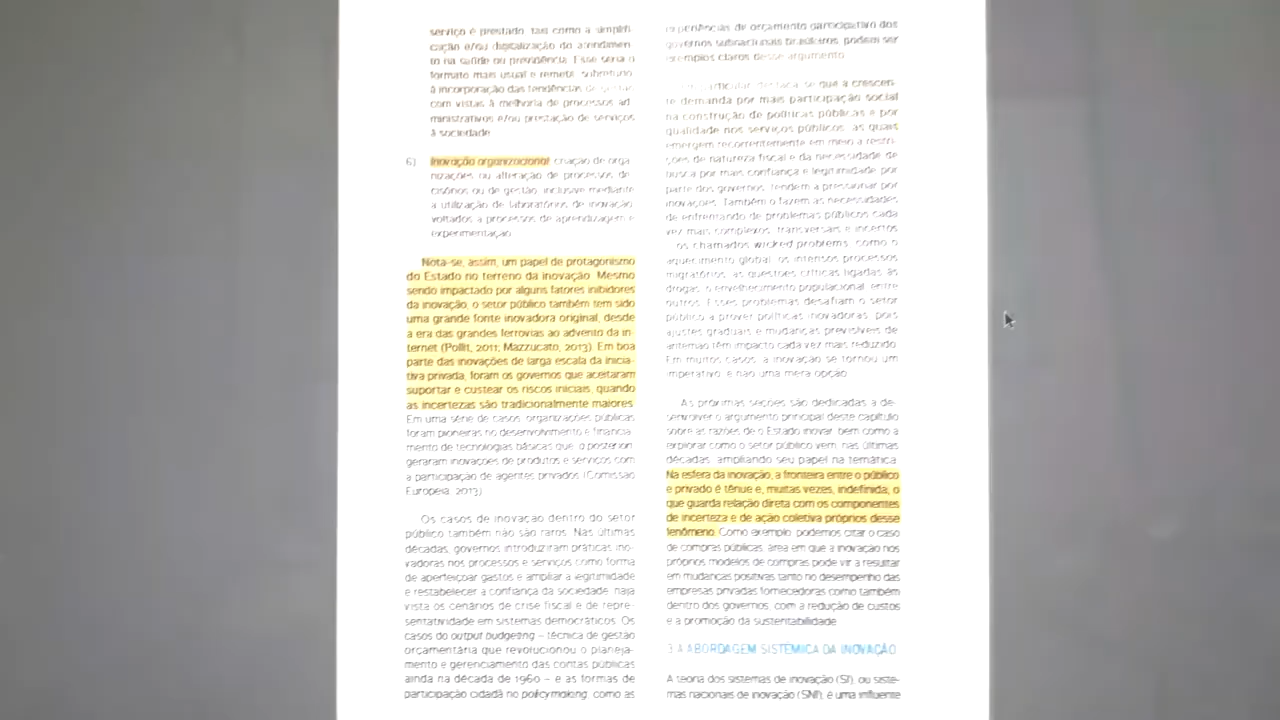 serviço é prestado, tais como a simplifi-
cação e/ou digitalização do atendimen-
to na saúde ou previdência. Esse seria o
formato mais usual e remete, sobretudo,
à incorporação das tendências de gestão
com vistas à melhoria de processos ad-
ministrativos e/ou prestação de serviços
à sociedade.
6) Inovação organizacional: criação de orga-
nizações ou alteração de processos de-
cisórios ou de gestão, inclusive mediante
a utilização de laboratórios de inovação
voltados a processos de aprendizagem e
experimentação.
Nota-se, assim, um papel de protagonismo
do Estado no terreno da inovação. Mesmo
sendo impactado por alguns fatores inibidores
da inovação, o setor público também tem sido
uma grande fonte inovadora original, desde
a era das grandes ferrovias ao advento da in-
ternet (Pollit, 2011; Mazzucato, 2013). Em boa
parte das inovações de larga escala da inicia-
tiva privada, foram os governos que aceitaram
suportar e custear os riscos iniciais, quando
as incertezas são tradicionalmente maiores.
Em uma série de casos, organizações públicas
foram pioneiras no desenvolvimento e financia-
mento de tecnologias básicas que, a posteriori,
geraram inovações de produtos e serviços com
a participação de agentes privados (Comissão
Europeia, 2013).
Os casos de inovação dentro do setor
público também não são raros. Nas últimas
décadas, governos introduziram práticas ino-
vadoras nos processos e serviços como forma
de aperfeiçoar gastos e ampliar a legitimidade
e restabelecer a confiança da sociedade, haja
vista os cenários de crise fiscal e de repre-
sentatividade em sistemas democráticos. Os
casos do output budgeting – técnica de gestão
orçamentária que revolucionou o planeja-
mento e gerenciamento das contas públicas
ainda na década de 1960 – e as formas de
participação cidadã no policymaking, como as
experiências de orçamento participativo dos
governos subnacionais brasileiros, podem ser
exemplos claros desse argumento.
particular destaca-se que a crescen-
te demanda por mais participação social
na construção de políticas públicas e por
qualidade nos serviços públicos, as quais
emergem recorrentemente em meio a restri-
ções de natureza fiscal e da necessidade de
busca por mais confiança e legitimidade por
parte dos governos, tendem a pressionar por
inovações. Também o fazem as necessidades
de enfrentando de problemas públicos cada
vez mais complexos, transversais e incertos
– os chamados wicked problems, como o
aquecimento global, os intensos processos
migratórios, as questões críticas ligadas às
drogas, o envelhecimento populacional, entre
outros. Esses problemas desafiam o setor
público a prover políticas inovadoras, pois
ajustes graduais e mudanças previsíveis de
antemão têm impacto cada vez mais reduzido.
Em muitos casos, a inovação se tornou um
imperativo, e não uma mera opção.
As próximas seções são dedicadas a de-
senvolver o argumento principal deste capítulo
sobre as razões de o Estado inovar, bem como a
explorar como o setor público vem, nas últimas
décadas, ampliando seu papel na temática.
Na esfera da inovação, a fronteira entre o público
e privado é tênue e, muitas vezes, indefinida, o
que guarda relação direta com os componentes
de incerteza e de ação coletiva próprios desse
fenômeno. Como exemplo, podemos citar o caso
de compras públicas, área em que a inovação nos
próprios modelos de compras pode vir a resultar
em mudanças positivas tanto no desempenho das
empresas privadas fornecedoras como também
dentro dos governos, com a redução de custos
e a promoção da sustentabilidade.
3 A ABORDAGEM SISTÊMICA DA INOVAÇÃO
A teoria dos sistemas de inovação (SI), ou siste-
mas nacionais de inovação (SNI), é uma influente